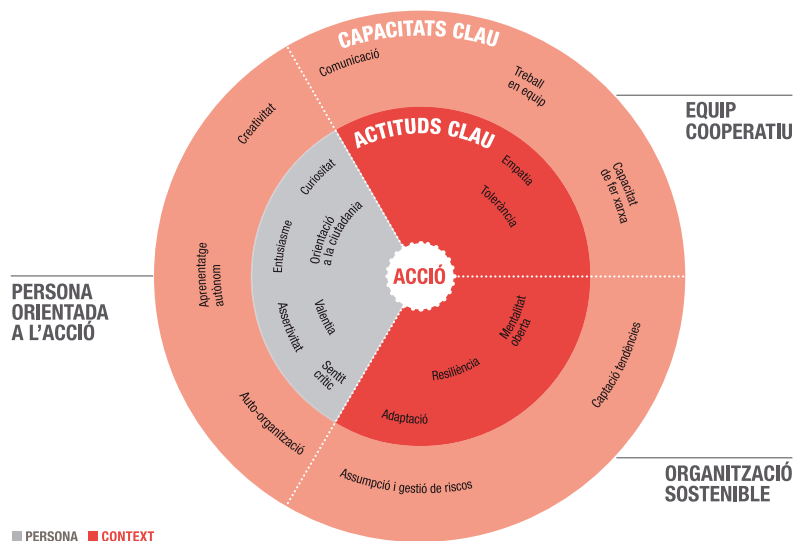 CAPACITATS CLAU
Comunicació
Treball
en equip
Capacitat
de fer xarxa
Creativitat
ACTITUDS CLAU
Empatia
Tolerància
Curiositat
Orientació
a la ciutadania
Entusiasme
EQUIP
COOPERATIU
ACCIÓ
Aprenentatge
autònom
PERSONA
ORIENTADA
A L’ACCIÓ
Assertivitat
Valentia
Sentit
crític
Mentalitat
oberta
Resiliència
Adaptació
Captació tendències
Auto-organització
Assumpció i gestió de riscos
ORGANITZACIÓ
SOSTENIBLE
PERSONA
CONTEXT